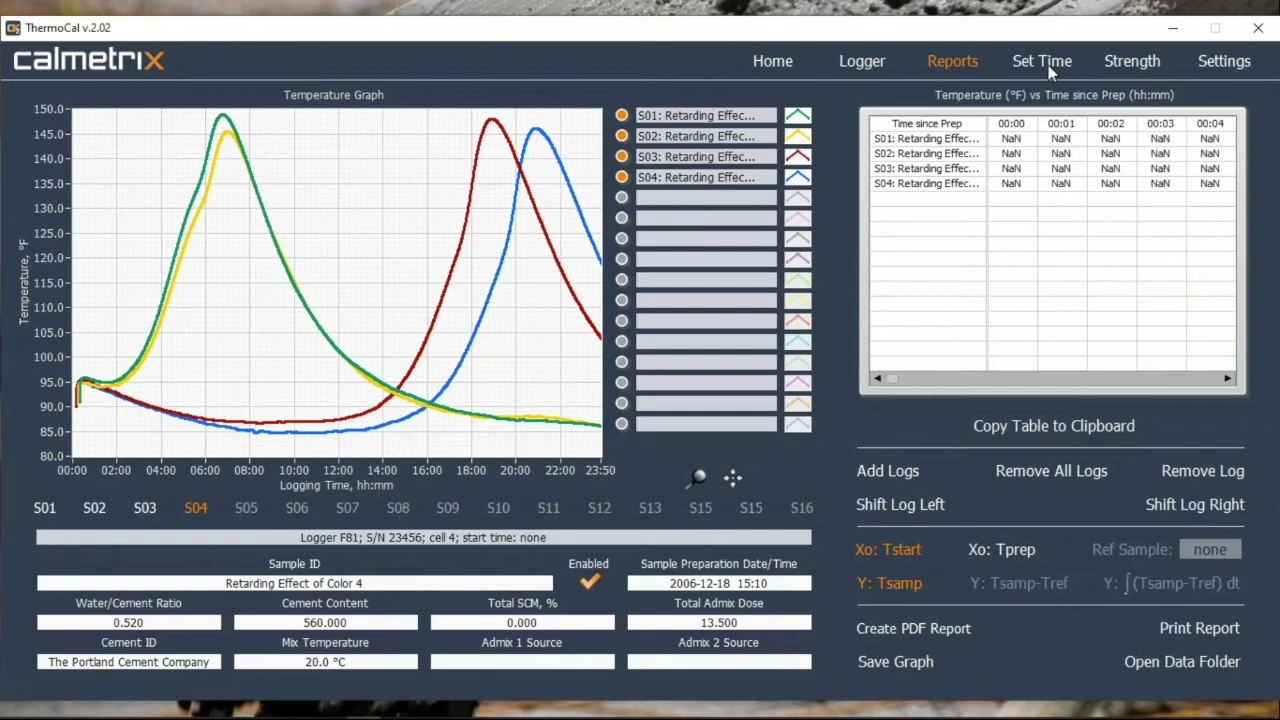 ThermoCal v.2.02
calmetrix
Home Logger Reports Set Time Strength Settings
Temperature Graph
150.0
145.0
140.0
135.0
130.0
125.0
120.0
115.0
110.0
105.0
100.0
95.0
90.0
85.0
80.0
Temperature, °F
00:00 02:00 04:00 06:00 08:00 10:00 12:00 14:00 16:00 18:00 20:00 22:00 23:50
Logging Time, hh:mm
S01: Retarding Effec...
S02: Retarding Effec...
S03: Retarding Effec...
S04: Retarding Effec...
Temperature (°F) vs Time since Prep (hh:mm)
Time since Prep 00:00 00:01 00:02 00:03 00:04
S01: Retarding Effec... NaN NaN NaN NaN NaN
S02: Retarding Effec... NaN NaN NaN NaN NaN
S03: Retarding Effec... NaN NaN NaN NaN NaN
S04: Retarding Effec... NaN NaN NaN NaN NaN
Copy Table to Clipboard
Add Logs Remove All Logs Remove Log
Shift Log Left Shift Log Right
Xo: Tstart Xo: Tprep Ref Sample: none
Y: Tsamp Y: Tsamp-Tref Y: ∫(Tsamp-Tref) dt
Create PDF Report Print Report
Save Graph Open Data Folder
S01 S02 S03 S04 S05 S06 S07 S08 S09 S10 S11 S12 S13 S15 S15 S16
Logger F81; S/N 23456; cell 4; start time: none
Sample ID Enabled Sample Preparation Date/Time
Retarding Effect of Color 4 2006-12-18 15:10
Water/Cement Ratio Cement Content Total SCM, % Total Admix Dose
0.520 560.000 0.000 13.500
Cement ID Mix Temperature Admix 1 Source Admix 2 Source
The Portland Cement Company 20.0 °C